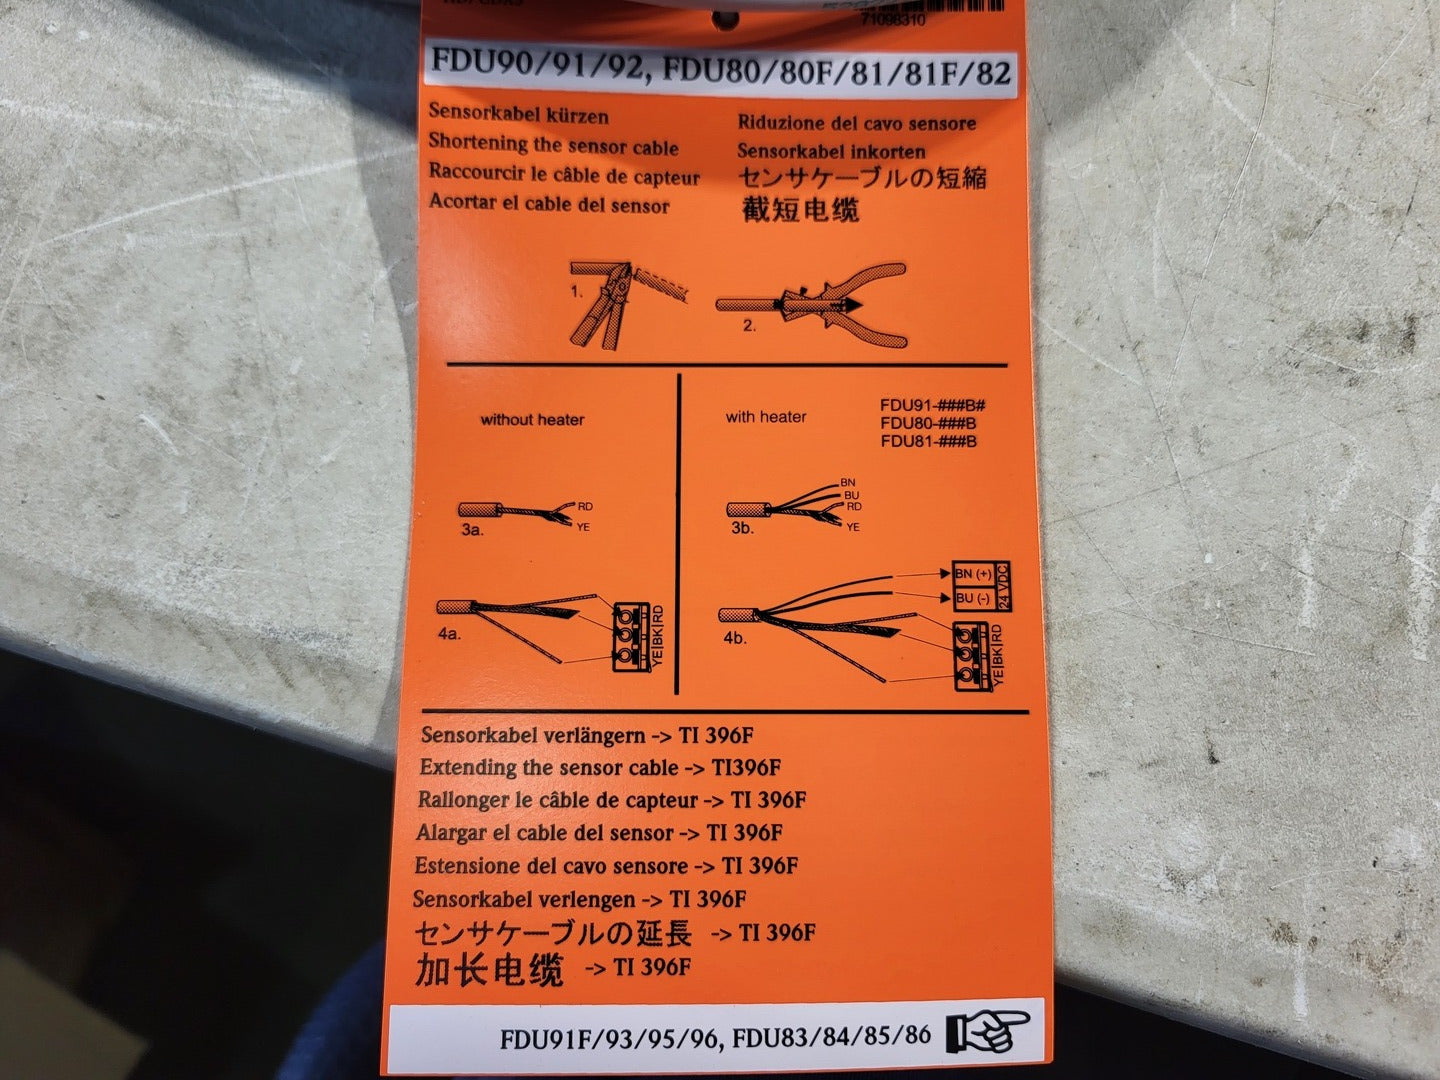 71098310
FDU90/91/92, FDU80/80F/81/81F/82
Sensorkabel kürzen
Shortening the sensor cable
Raccourcir le câble de capteur
Acortar el cable del sensor
Riduzione del cavo sensore
Sensorkabel inkorten
センサケーブルの短縮
截短电缆
1.
2.
without heater
3a.
RD
YE
4a.
YE|BK|RD
with heater
FDU91-###B#
FDU80-###B
FDU81-###B
3b.
BN
BU
RD
YE
4b.
BN (+)
BU (-)
24 VDC
YE|BK|RD
Sensorkabel verlängern -> TI 396F
Extending the sensor cable -> TI396F
Rallonger le câble de capteur -> TI 396F
Alargar el cable del sensor -> TI 396F
Estensione del cavo sensore -> TI 396F
Sensorkabel verlengen -> TI 396F
センサケーブルの延長 -> TI 396F
加长电缆 -> TI 396F
FDU91F/93/95/96, FDU83/84/85/86